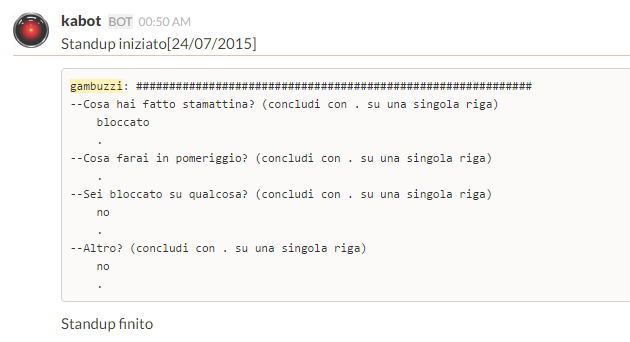 kabot BOT 00:50 AM
Standup iniziato[24/07/2015]
gambuzzi: ############################################################
--Cosa hai fatto stamattina? (concludi con . su una singola riga)
bloccato
.
--Cosa farai in pomeriggio? (concludi con . su una singola riga)
.
--Sei bloccato su qualcosa? (concludi con . su una singola riga)
no
.
--Altro? (concludi con . su una singola riga)
no
.
Standup finito